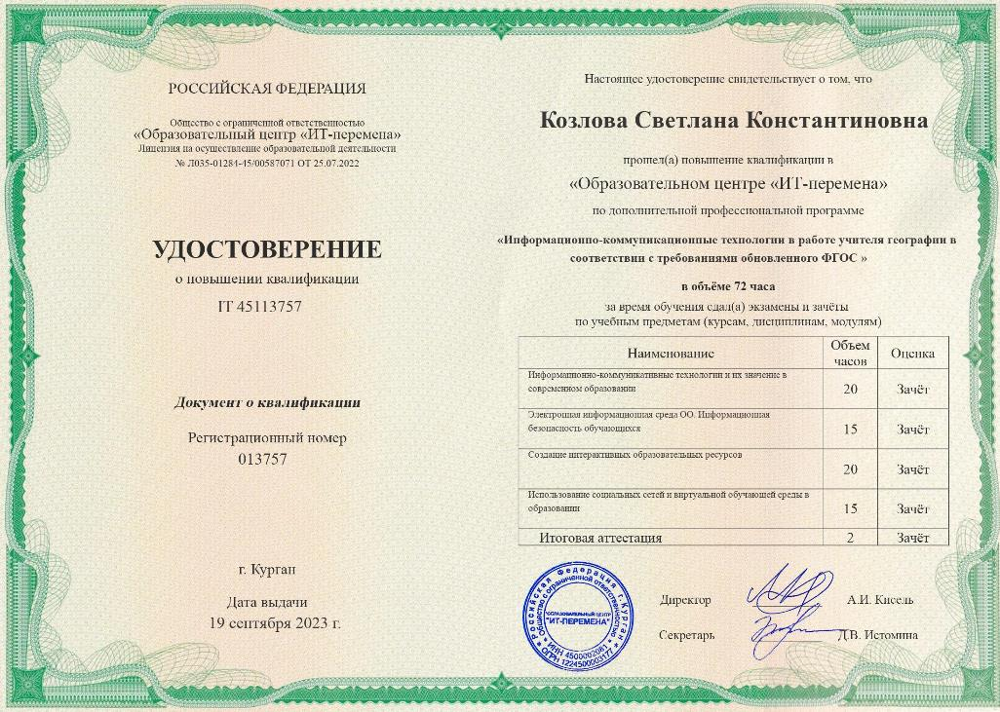 РОССИЙСКАЯ ФЕДЕРАЦИЯ
Общество с ограниченной ответственностью
«Образовательный центр «ИТ-перемена»
Лицензия на осуществление образовательной деятельности
№ Л035-01284-45/00587071 ОТ 25.07.2022
УДОСТОВЕРЕНИЕ
о повышении квалификации
IT 45113757
Документ о квалификации
Регистрационный номер
013757
г. Курган
Дата выдачи
19 сентября 2023 г.
Настоящее удостоверение свидетельствует о том, что
Козлова Светлана Константиновна
прошел(а) повышение квалификации в
«Образовательном центре «ИТ-перемена»
по дополнительной профессиональной программе
«Информационно-коммуникационные технологии в работе учителя географии в
соответствии с требованиями обновленного ФГОС »
в объёме 72 часа
за время обучения сдал(а) экзамены и зачёты
по учебным предметам (курсам, дисциплинам, модулям)
Наименование Объем часов Оценка
Информационно-коммуникативные технологии и их значение в
современном образовании 20 Зачёт
Электронная информационная среда ОО. Информационная
безопасность обучающихся 15 Зачёт
Создание интерактивных образовательных ресурсов
20 Зачёт
Использование социальных сетей и виртуальной обучающей среды в
образовании 15 Зачёт
Итоговая аттестация 2 Зачёт
Российская Федерация г.Курган
Общество с ограниченной ответственностью
"ОБРАЗОВАТЕЛЬНЫЙ ЦЕНТР
"ИТ-ПЕРЕМЕНА"
ИНН 4500002081
ОГРН 1224500003177
Директор А.И. Кисель
Секретарь Д.В. Истомина